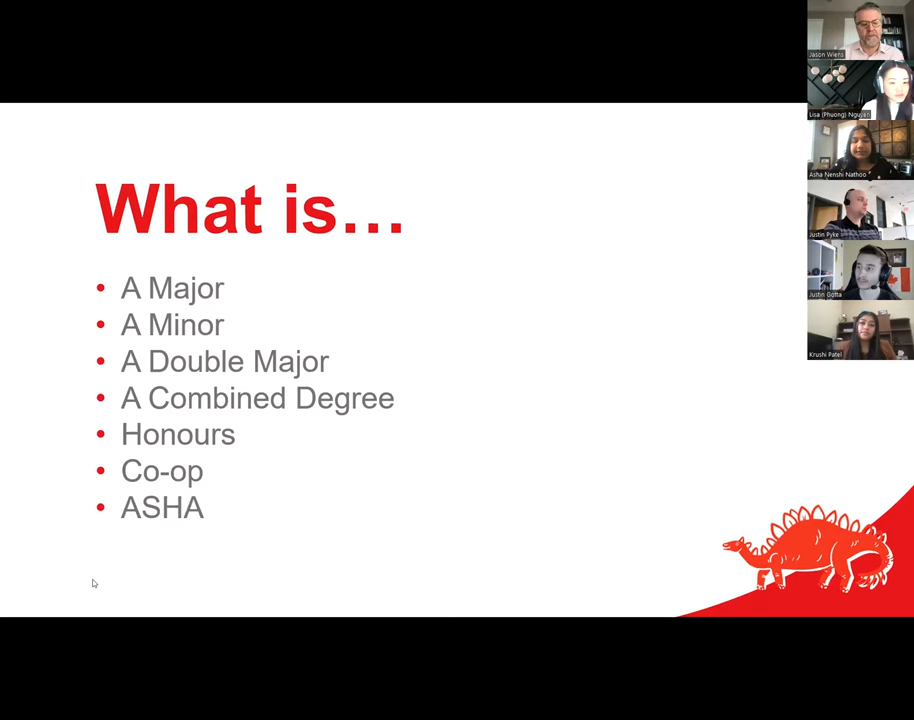 What is…
A Major
A Minor
A Double Major
A Combined Degree
Honours
Co-op
ASHA
Jason Wiens
Lisa (Phuong) Nguyen
Asha Nenshi Nathoo
Justin Pyke
Justin Gotta
Krushi Patel